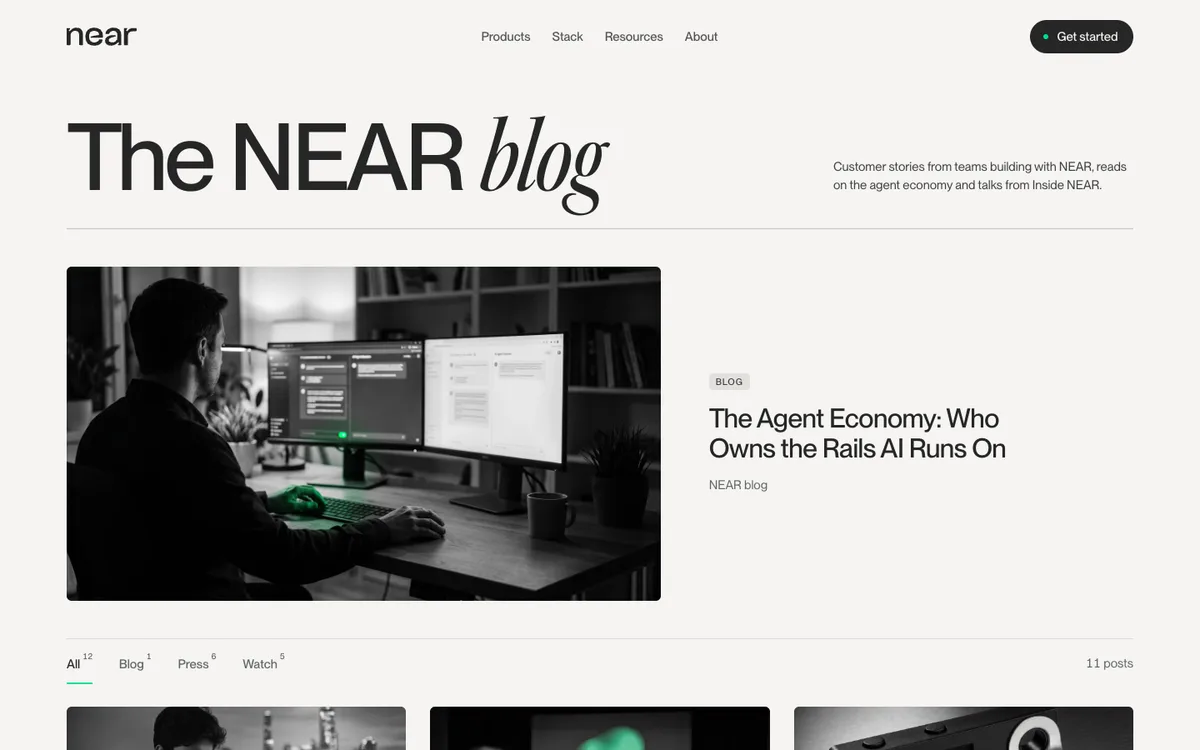 near
Products
Stack
Resources
About
Get started
The NEAR blog
Customer stories from teams building with NEAR, reads
on the agent economy and talks from Inside NEAR.
BLOG
The Agent Economy: Who
Owns the Rails AI Runs On
NEAR blog
All 12
Blog 1
Press 6
Watch 5
11 posts